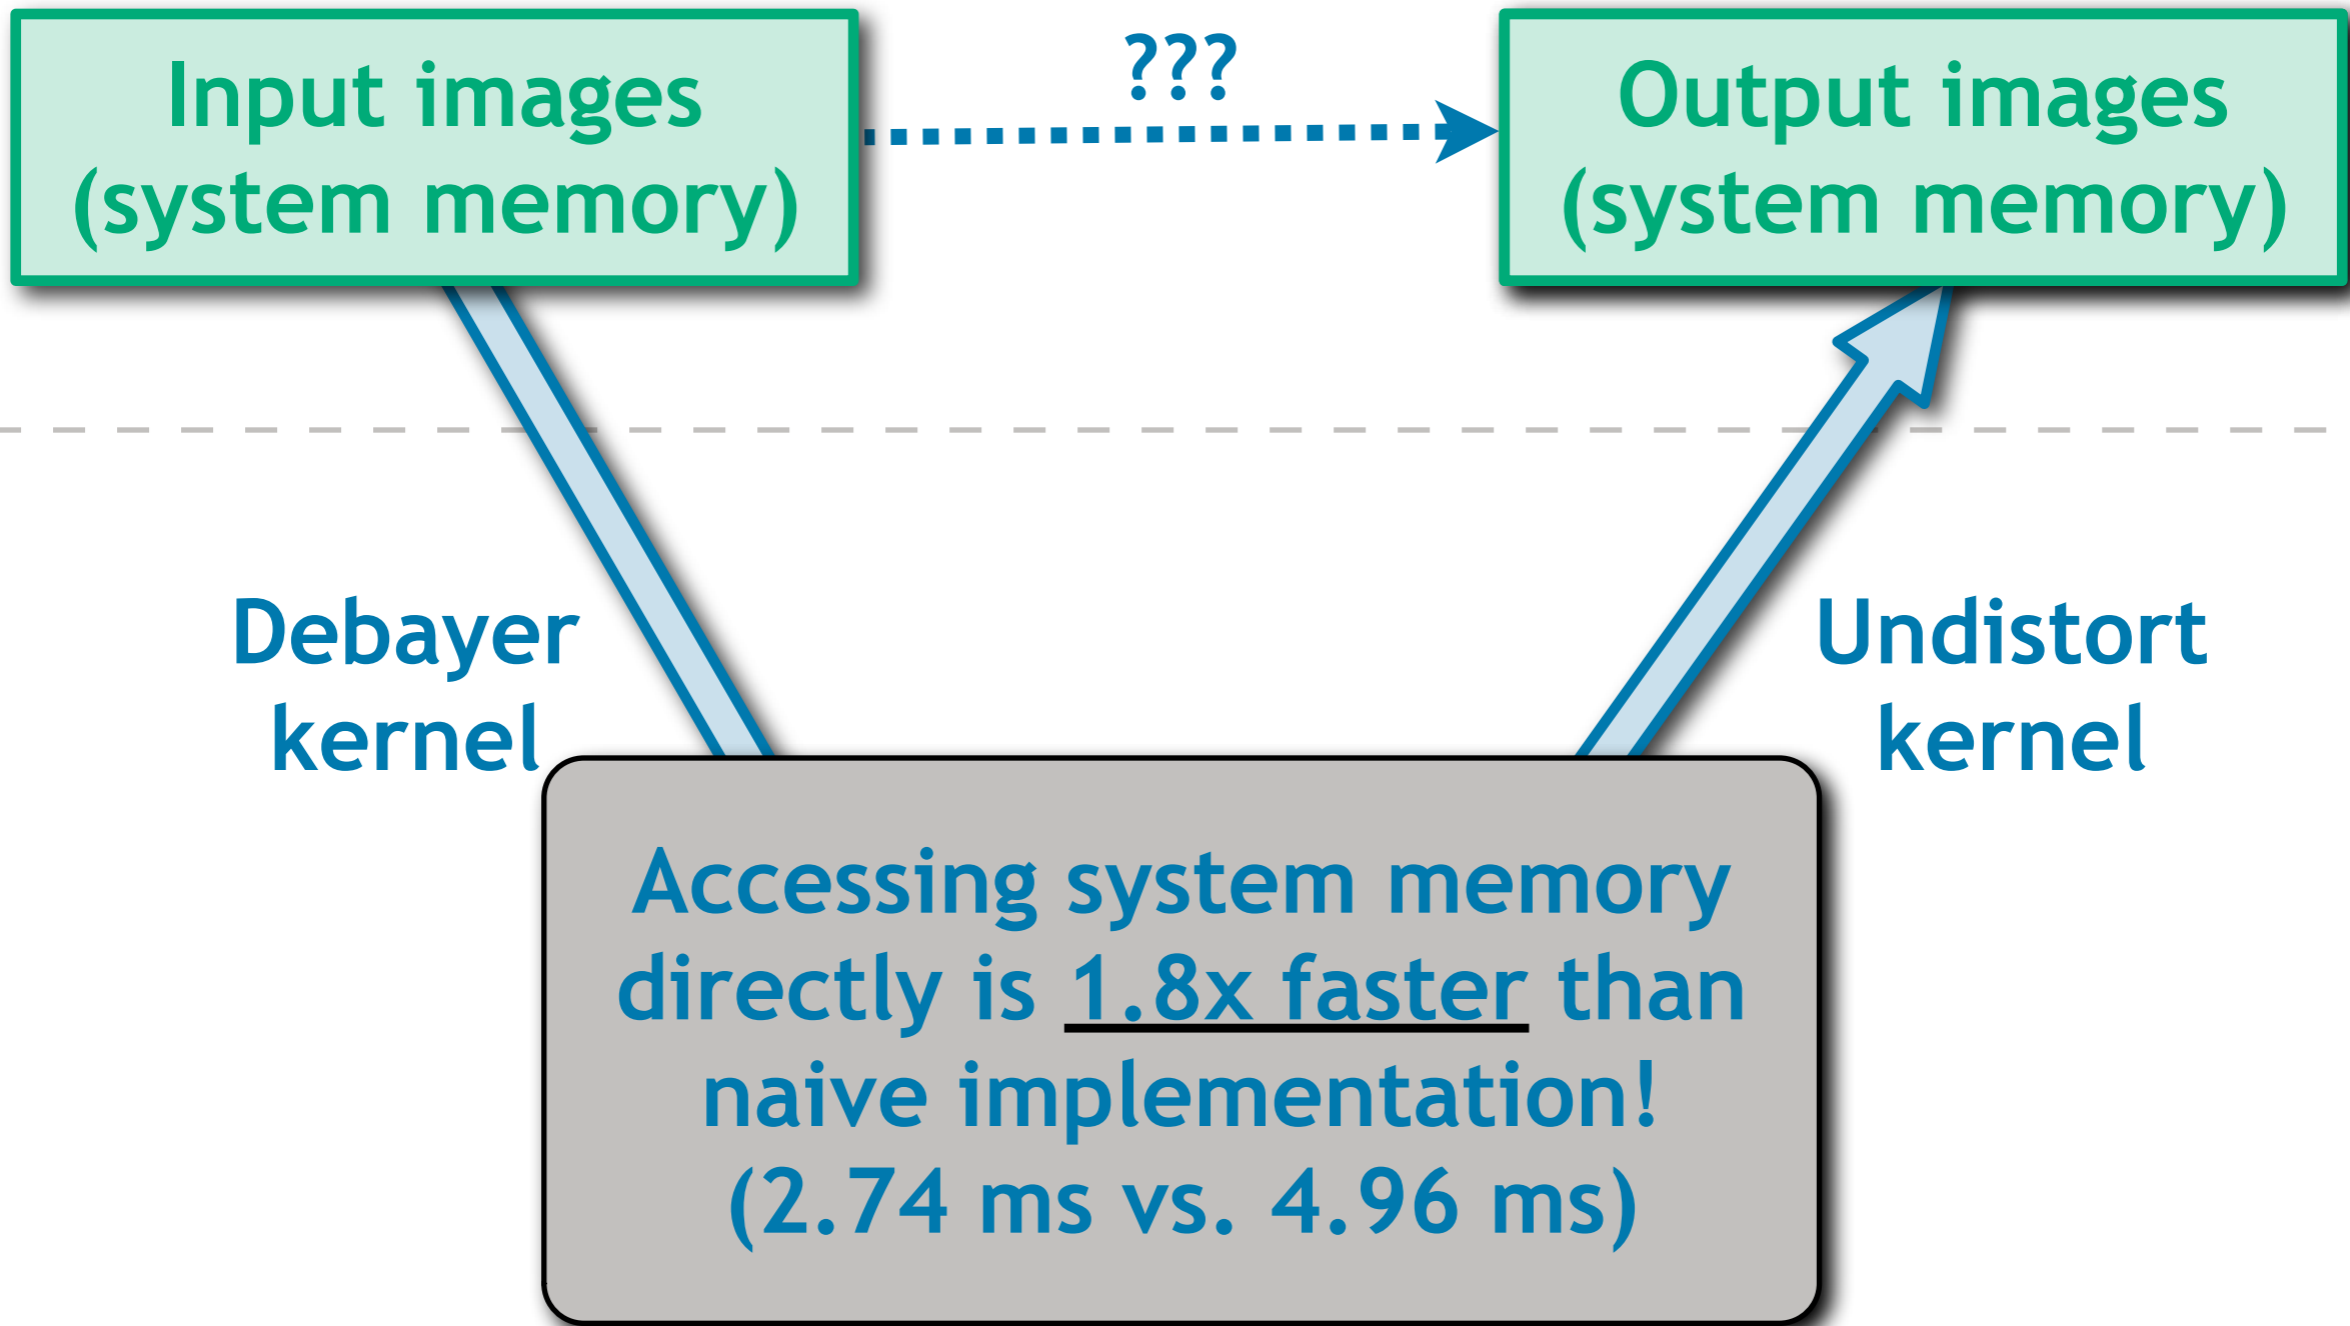 Input images
(system memory)
???
Output images
(system memory)
Debayer
kernel
Undistort
kernel
Accessing system memory
directly is 1.8x faster than
naive implementation!
(2.74 ms vs. 4.96 ms)